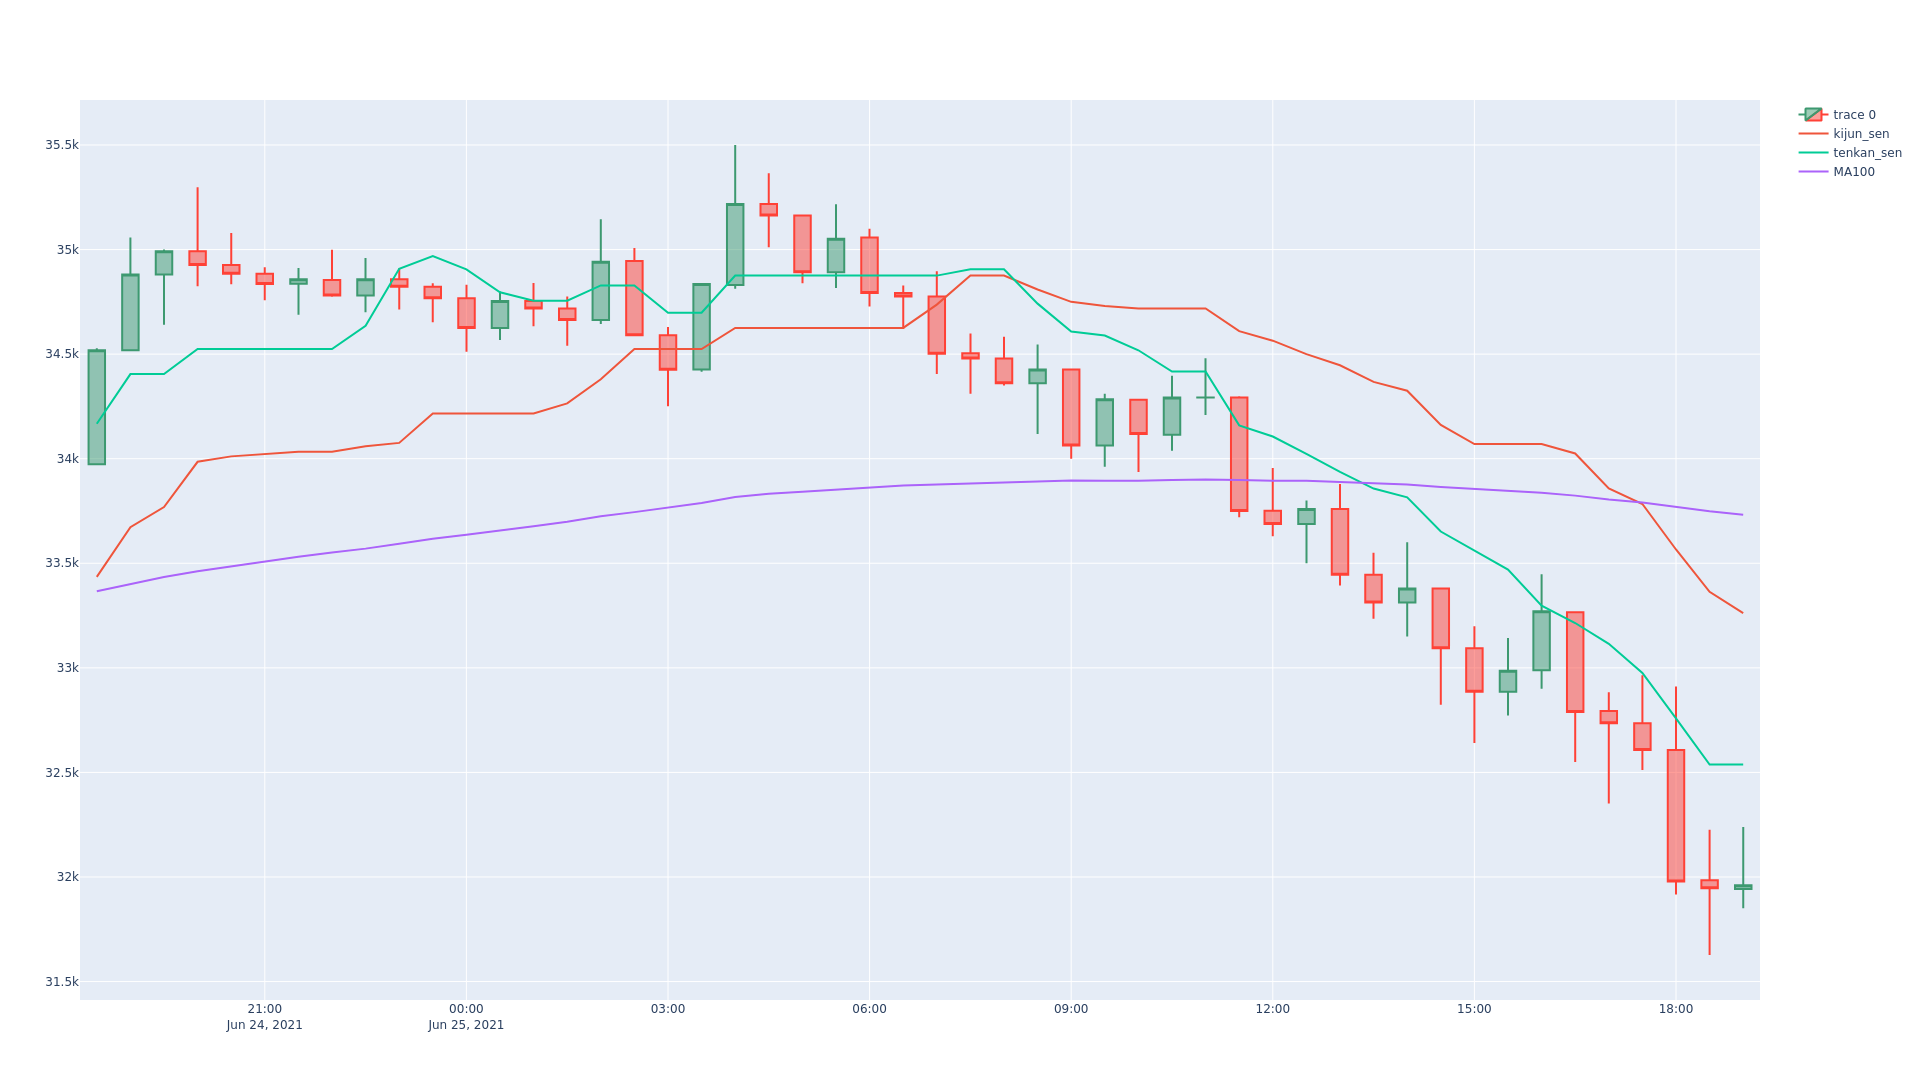 35.5k
35k
34.5k
34k
33.5k
33k
32.5k
32k
31.5k
21:00
Jun 24, 2021
00:00
Jun 25, 2021
03:00
06:00
09:00
12:00
15:00
18:00
trace 0
kijun_sen
tenkan_sen
MA100